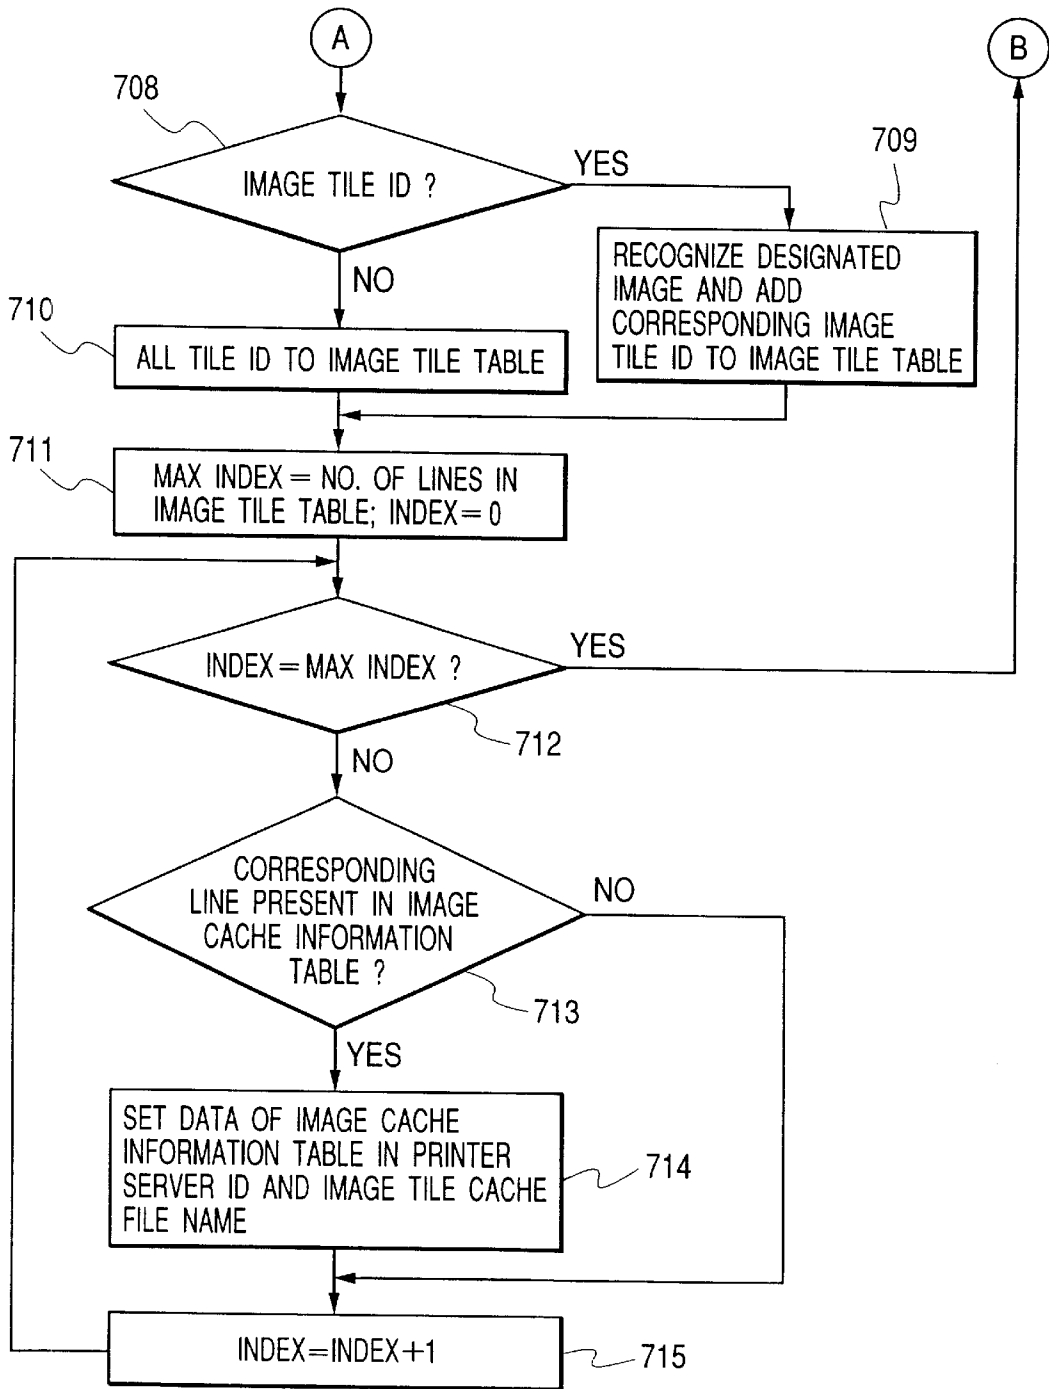 A
B
708
IMAGE TILE ID ?
YES
709
RECOGNIZE DESIGNATED
IMAGE AND ADD
CORRESPONDING IMAGE
TILE ID TO IMAGE TILE TABLE
NO
710
ALL TILE ID TO IMAGE TILE TABLE
711
MAX INDEX = NO. OF LINES IN
IMAGE TILE TABLE; INDEX = 0
INDEX = MAX INDEX ?
YES
712
NO
CORRESPONDING
LINE PRESENT IN IMAGE
CACHE INFORMATION
TABLE ?
NO
713
YES
SET DATA OF IMAGE CACHE
INFORMATION TABLE IN PRINTER
SERVER ID AND IMAGE TILE CACHE
FILE NAME
714
INDEX=INDEX+1
715